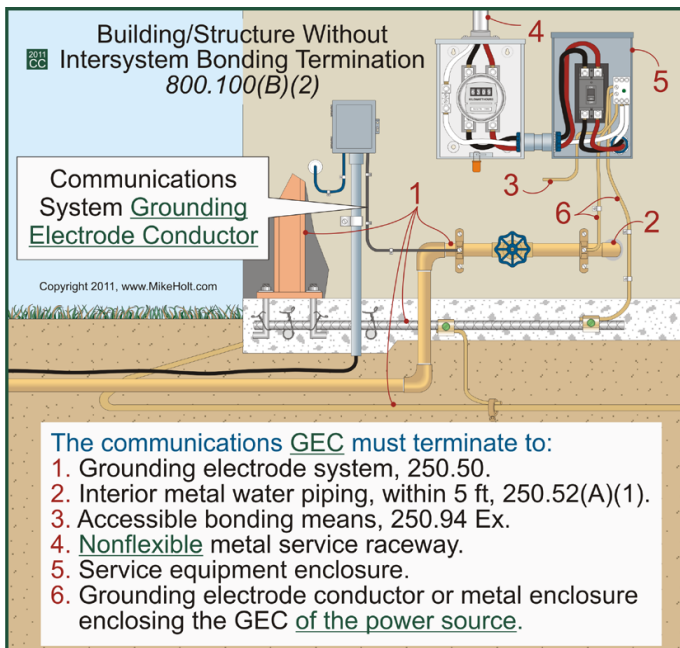 Building/Structure Without
2011
CC
Intersystem Bonding Termination
800.100(B)(2)
4
5
Communications
System Grounding
Electrode Conductor
1
3
6
2
Copyright 2011, www.MikeHolt.com
The communications GEC must terminate to:
1. Grounding electrode system, 250.50.
2. Interior metal water piping, within 5 ft, 250.52(A)(1).
3. Accessible bonding means, 250.94 Ex.
4. Nonflexible metal service raceway.
5. Service equipment enclosure.
6. Grounding electrode conductor or metal enclosure
enclosing the GEC of the power source.